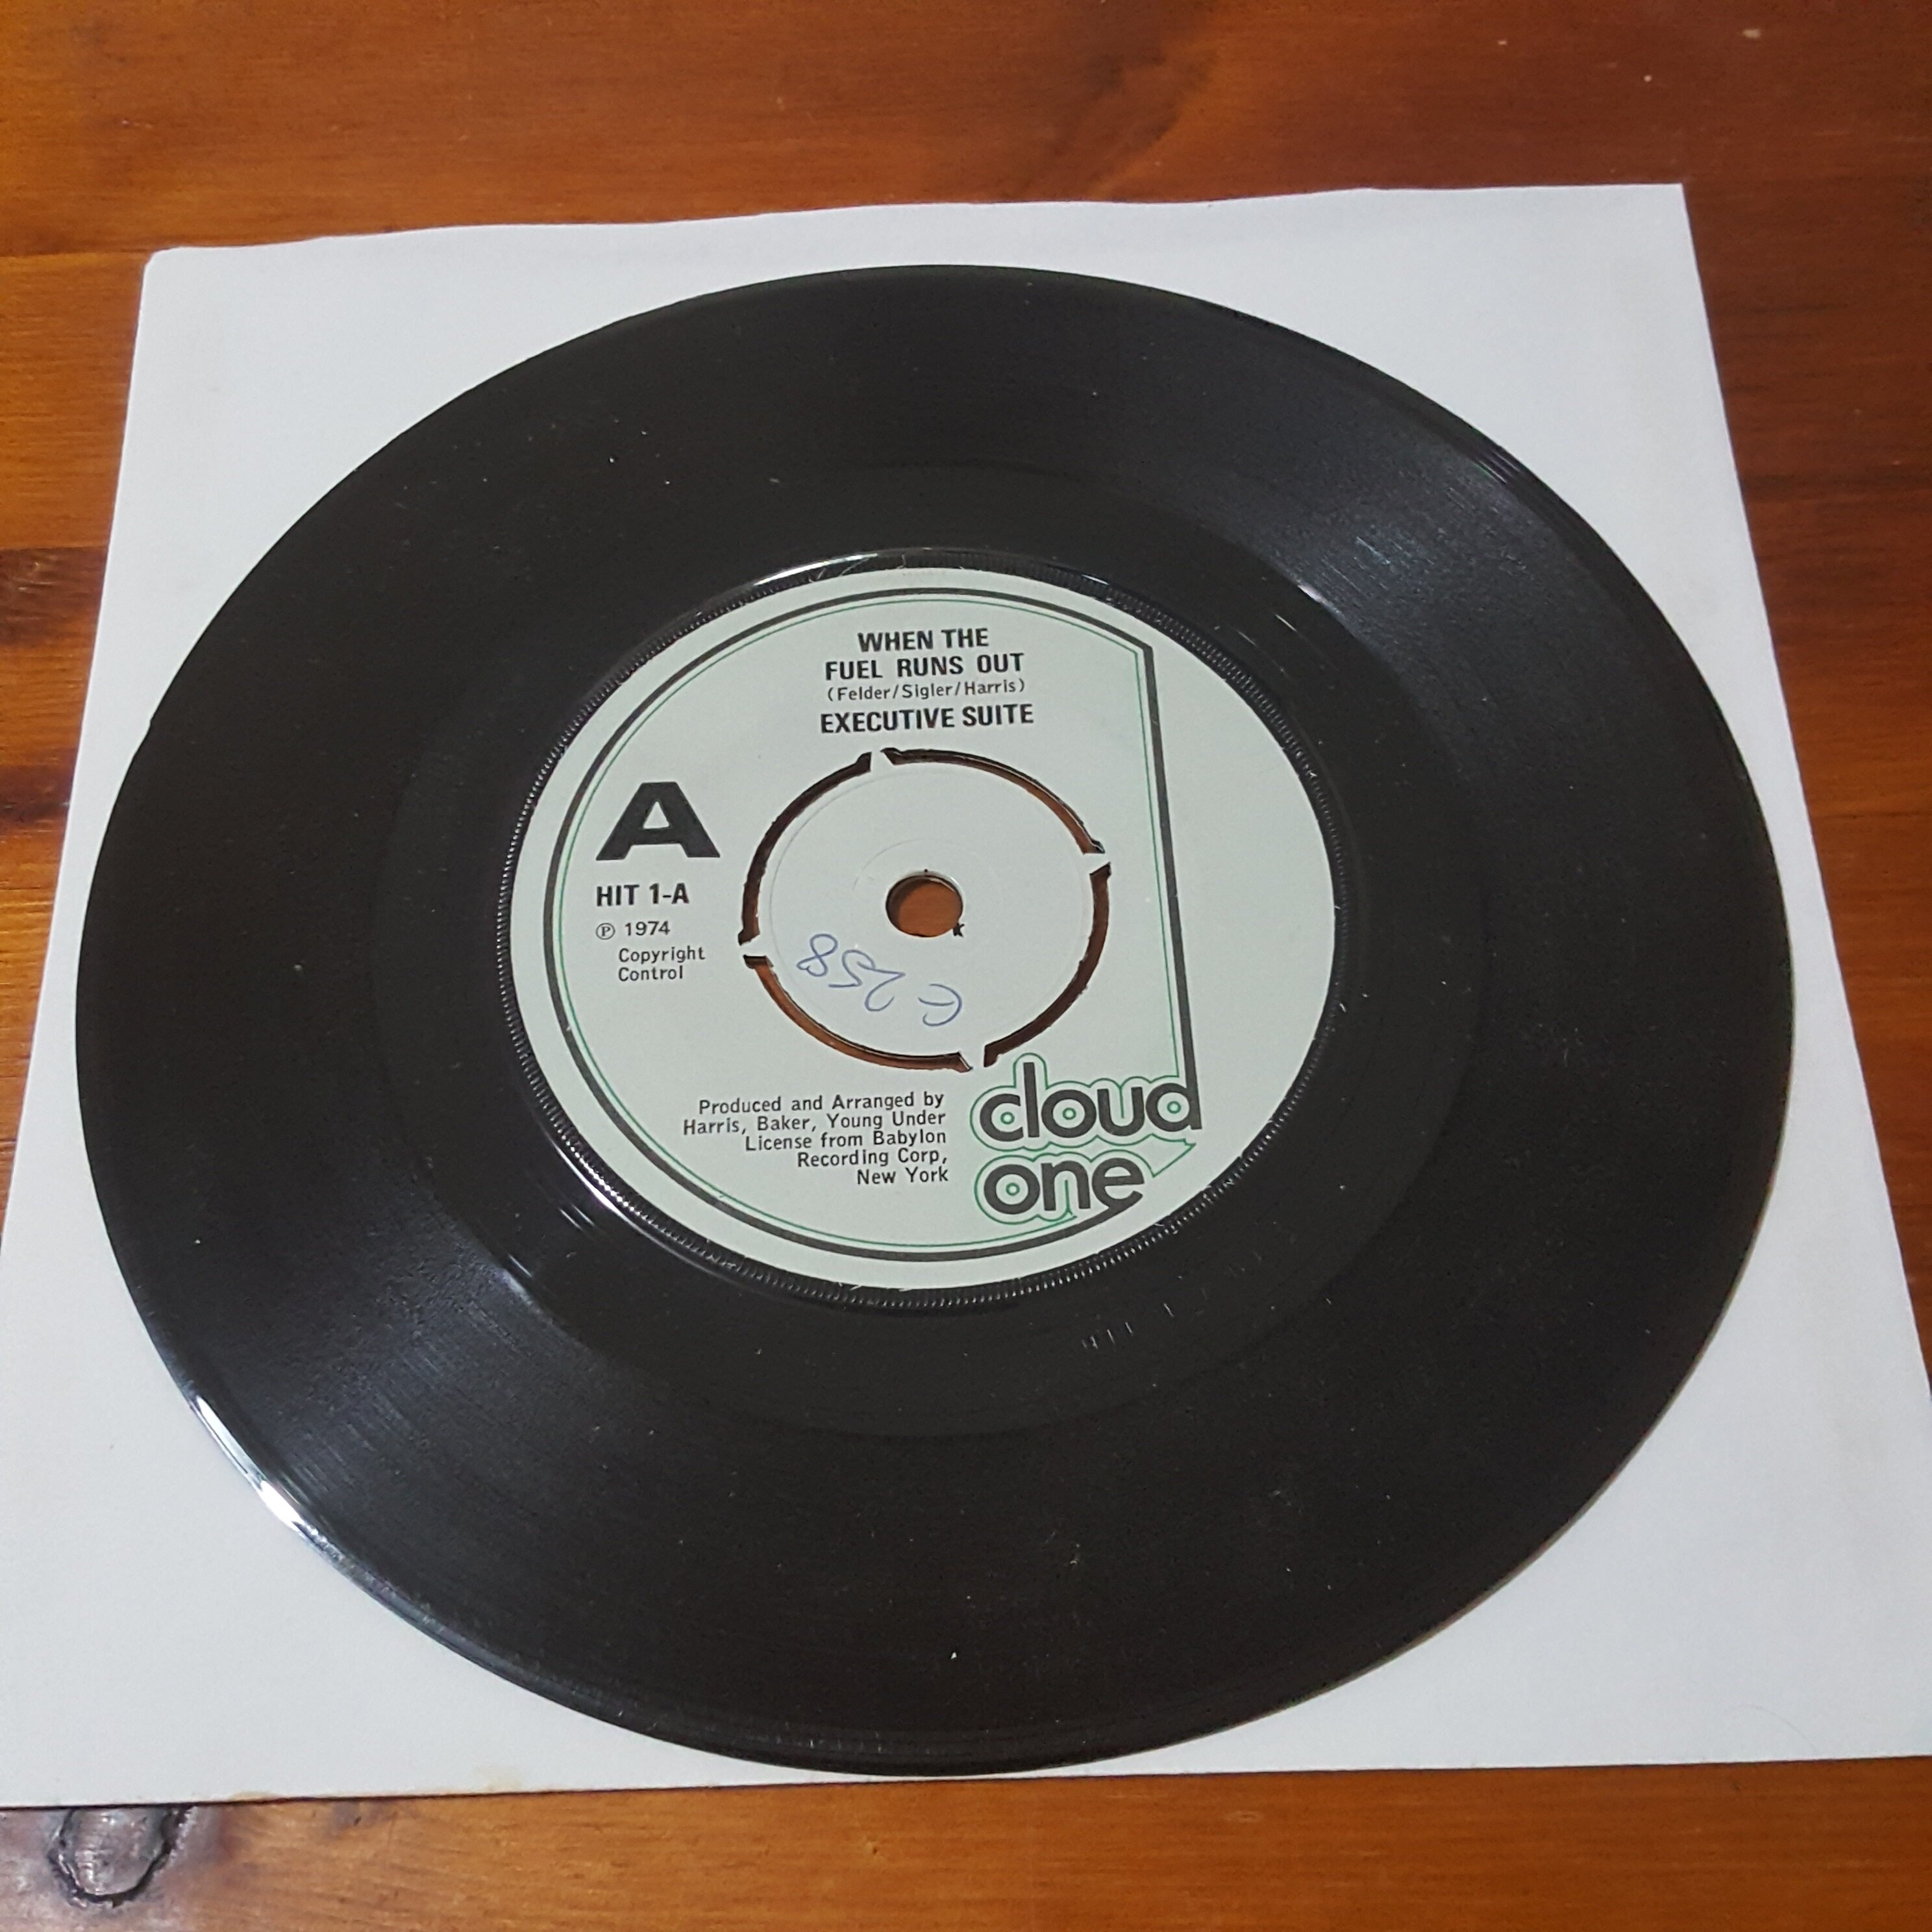 WHEN THE
FUEL RUNS OUT
(Felder/Sigler/Harris)
EXECUTIVE SUITE
A
HIT 1-A
℗ 1974
Copyright
Control
258
Produced and Arranged by
Harris, Baker, Young Under
License from Babylon
Recording Corp,
New York
cloud
one